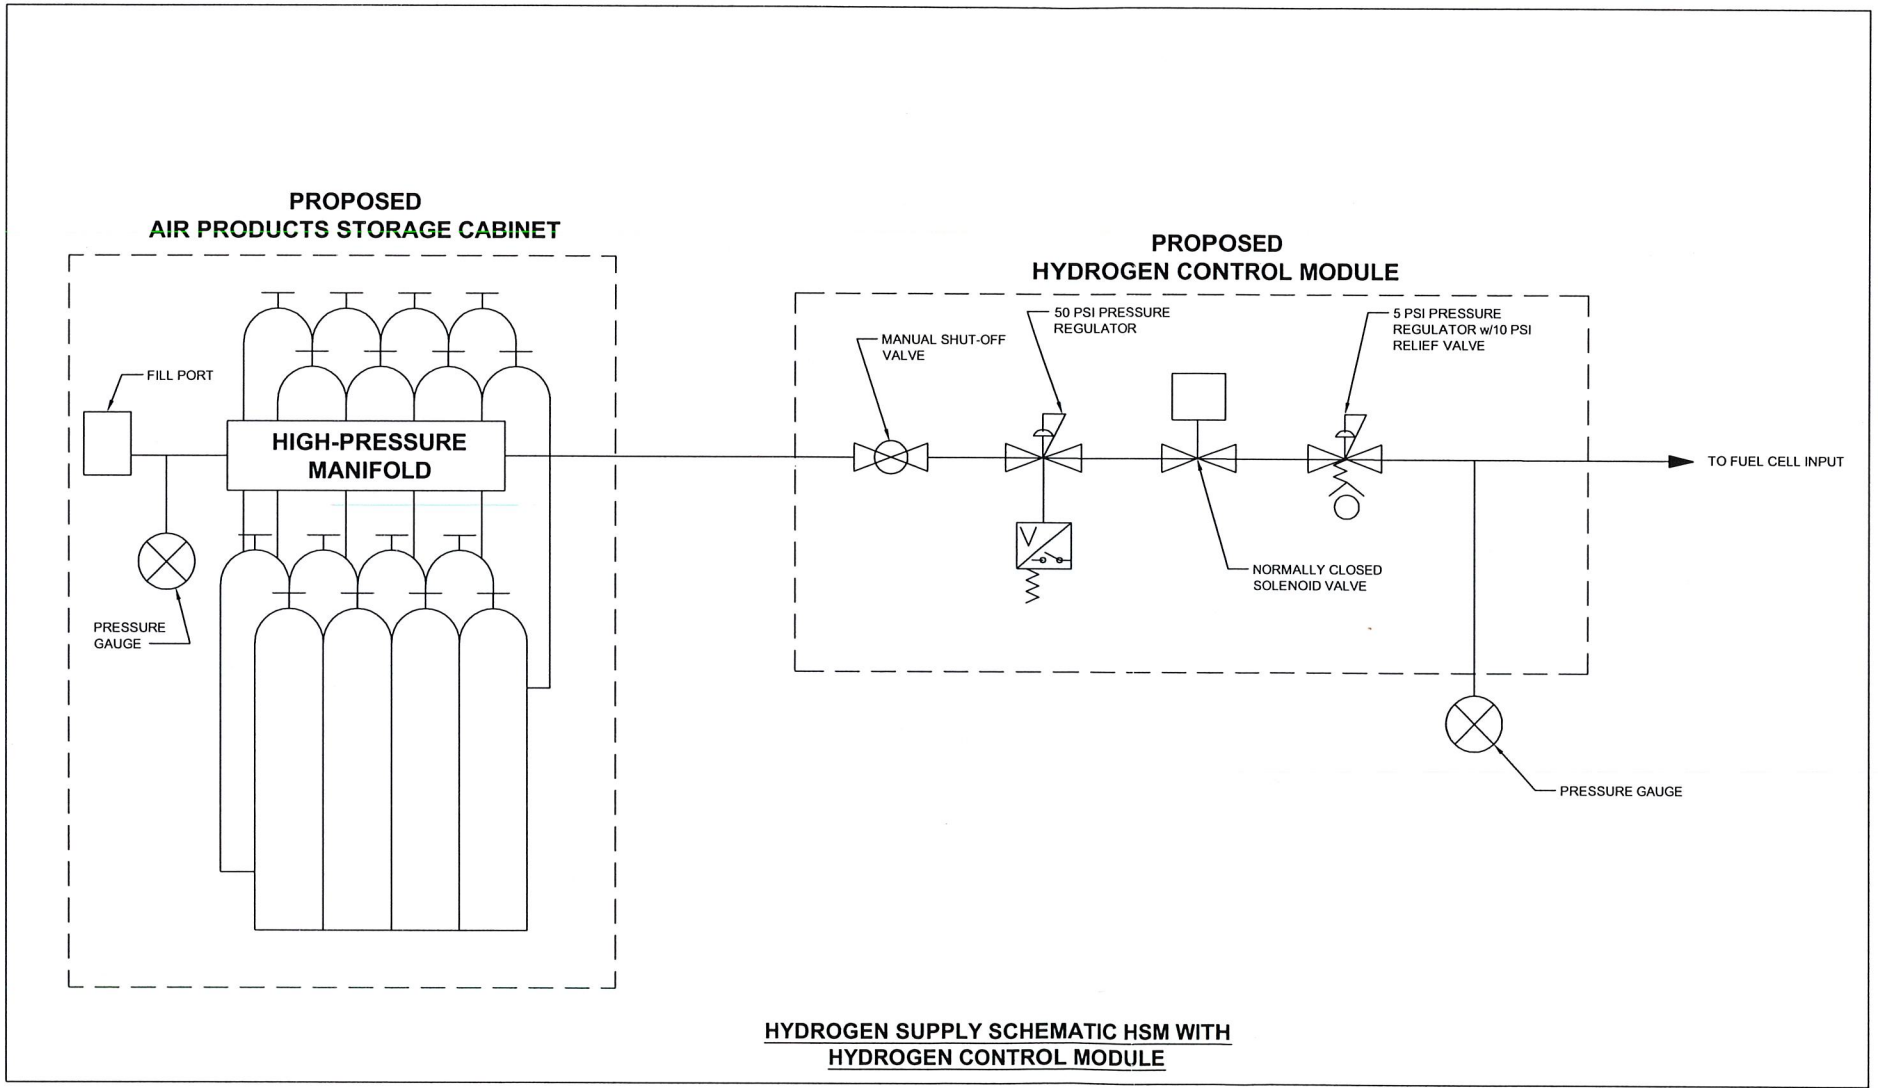 PROPOSED
AIR PRODUCTS STORAGE CABINET
FILL PORT
HIGH-PRESSURE
MANIFOLD
PRESSURE
GAUGE
PROPOSED
HYDROGEN CONTROL MODULE
MANUAL SHUT-OFF
VALVE
50 PSI PRESSURE
REGULATOR
5 PSI PRESSURE
REGULATOR w/10 PSI
RELIEF VALVE
V
NORMALLY CLOSED
SOLENOID VALVE
TO FUEL CELL INPUT
PRESSURE GAUGE
HYDROGEN SUPPLY SCHEMATIC HSM WITH
HYDROGEN CONTROL MODULE